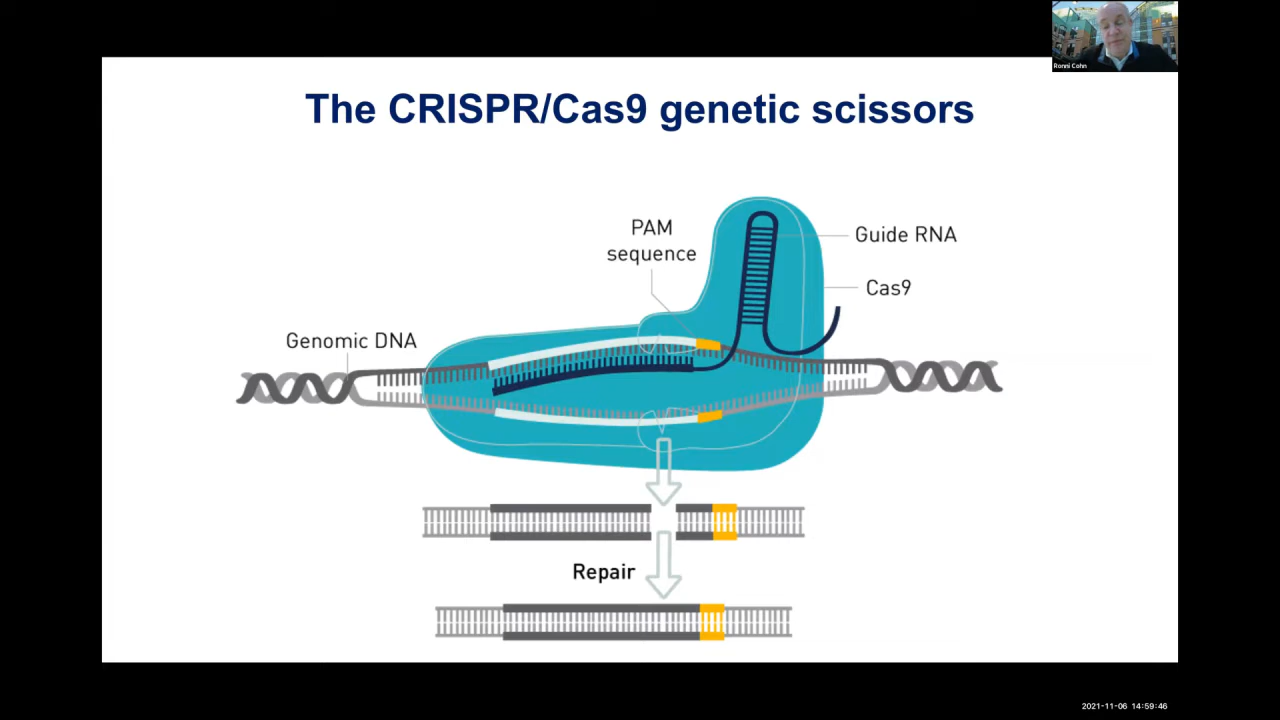 Ronni Cohn
The CRISPR/Cas9 genetic scissors
PAM
sequence
Guide RNA
Cas9
Genomic DNA
Repair
2021-11-06 14:59:46